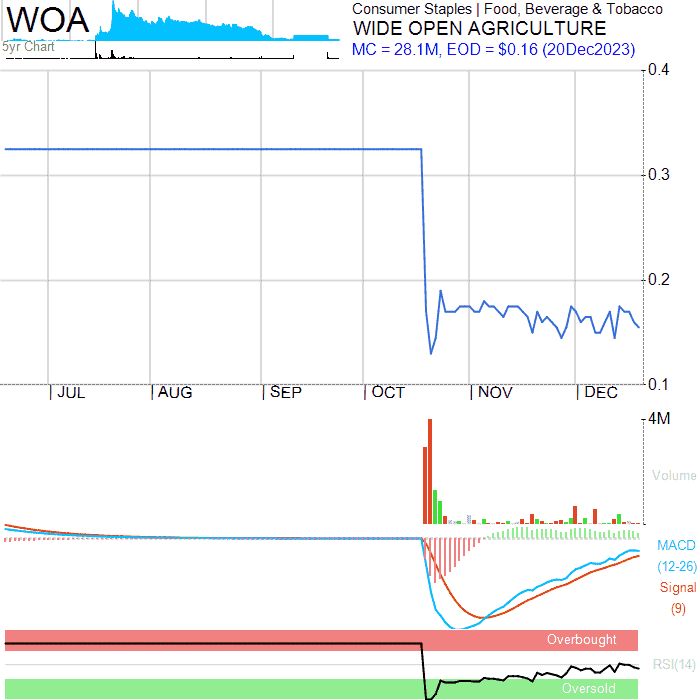 WOA
5yr Chart
Consumer Staples | Food, Beverage & Tobacco
WIDE OPEN AGRICULTURE
MC = 28.1M, EOD = $0.16 (20Dec2023)
0.4
0.3
0.2
0.1
JUL AUG SEP OCT NOV DEC
4M
Volume
MACD
(12-26)
Signal
(9)
Overbought
RSI(14)
Oversold